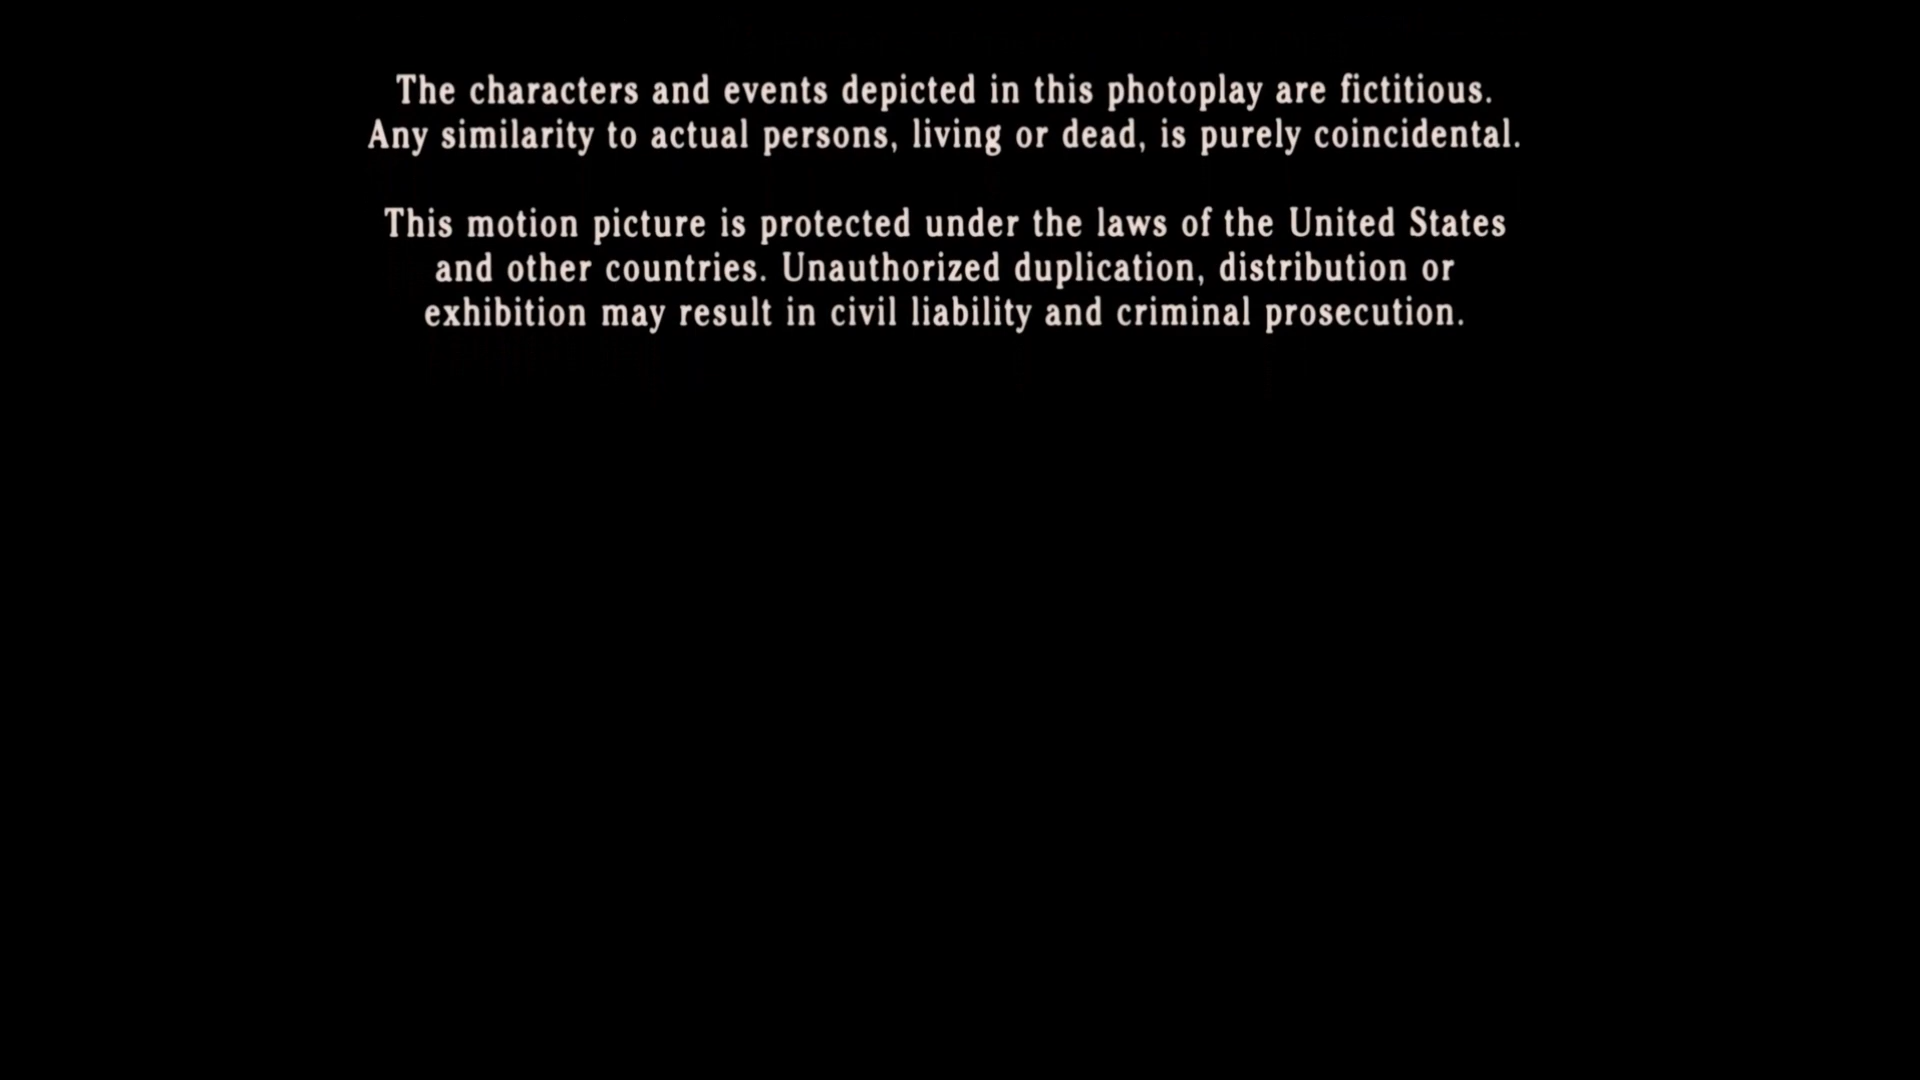 The characters and events depicted in this photoplay are fictitious.
Any similarity to actual persons, living or dead, is purely coincidental.
This motion picture is protected under the laws of the United States
and other countries. Unauthorized duplication, distribution or
exhibition may result in civil liability and criminal prosecution.